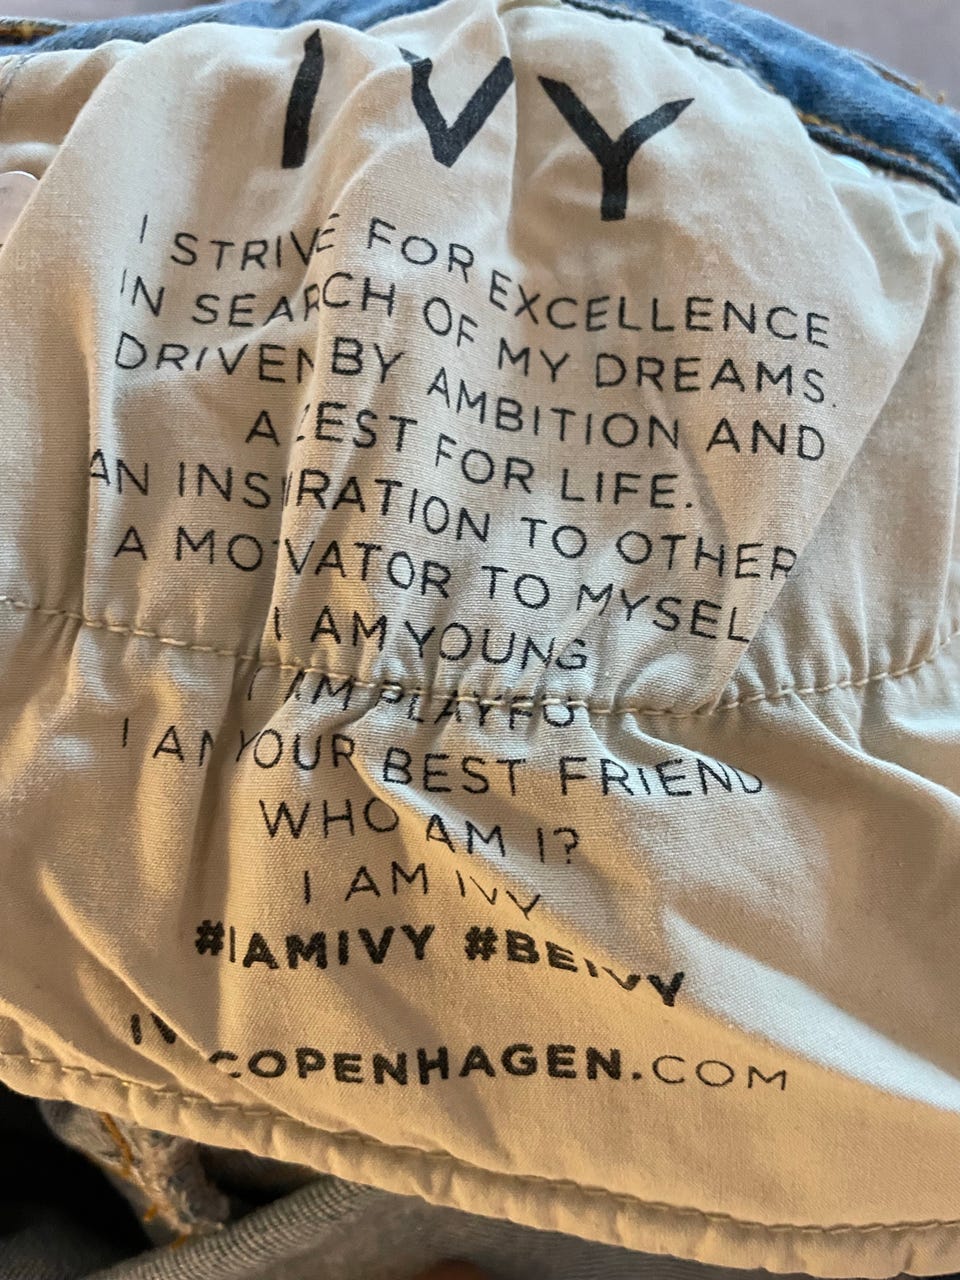 IVY
I STRIVE FOR EXCELLENCE
IN SEARCH OF MY DREAMS.
DRIVEN BY AMBITION AND
A ZEST FOR LIFE.
AN INSPIRATION TO OTHER
A MOTIVATOR TO MYSEL
I AM YOUNG
I AM PLAYFU
I AM YOUR BEST FRIEND
WHO AM I?
I AM IVY
#IAMIVY #BEIVY
IVYCOPENHAGEN.COM